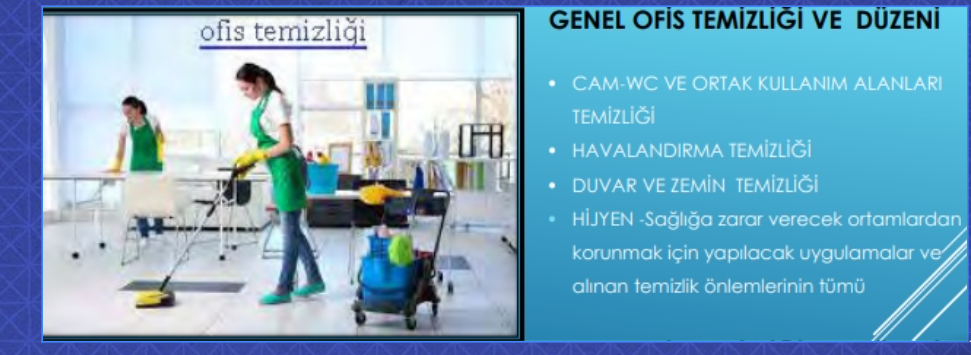 ofis temizliği
GENEL OFİS TEMİZLİĞİ VE DÜZENİ
• CAM-WC VE ORTAK KULLANIM ALANLARI
TEMİZLİĞİ
• HAVALANDIRMA TEMİZLİĞİ
• DUVAR VE ZEMİN TEMİZLİĞİ
• HİJYEN -Sağlığa zarar verecek ortamlardan
korunmak için yapılacak uygulamalar ve
alınan temizlik önlemlerinin tümü